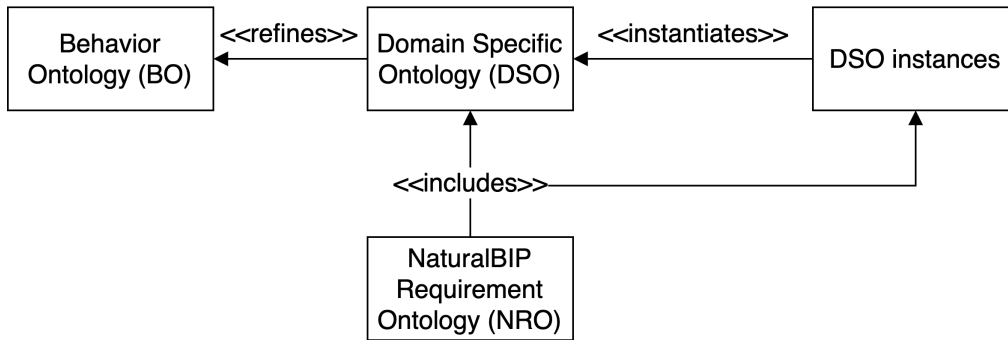 Behavior
Ontology (BO)
<<refines>>
Domain Specific
Ontology (DSO)
<<instantiates>>
DSO instances
<<includes>>
NaturalBIP
Requirement
Ontology (NRO)